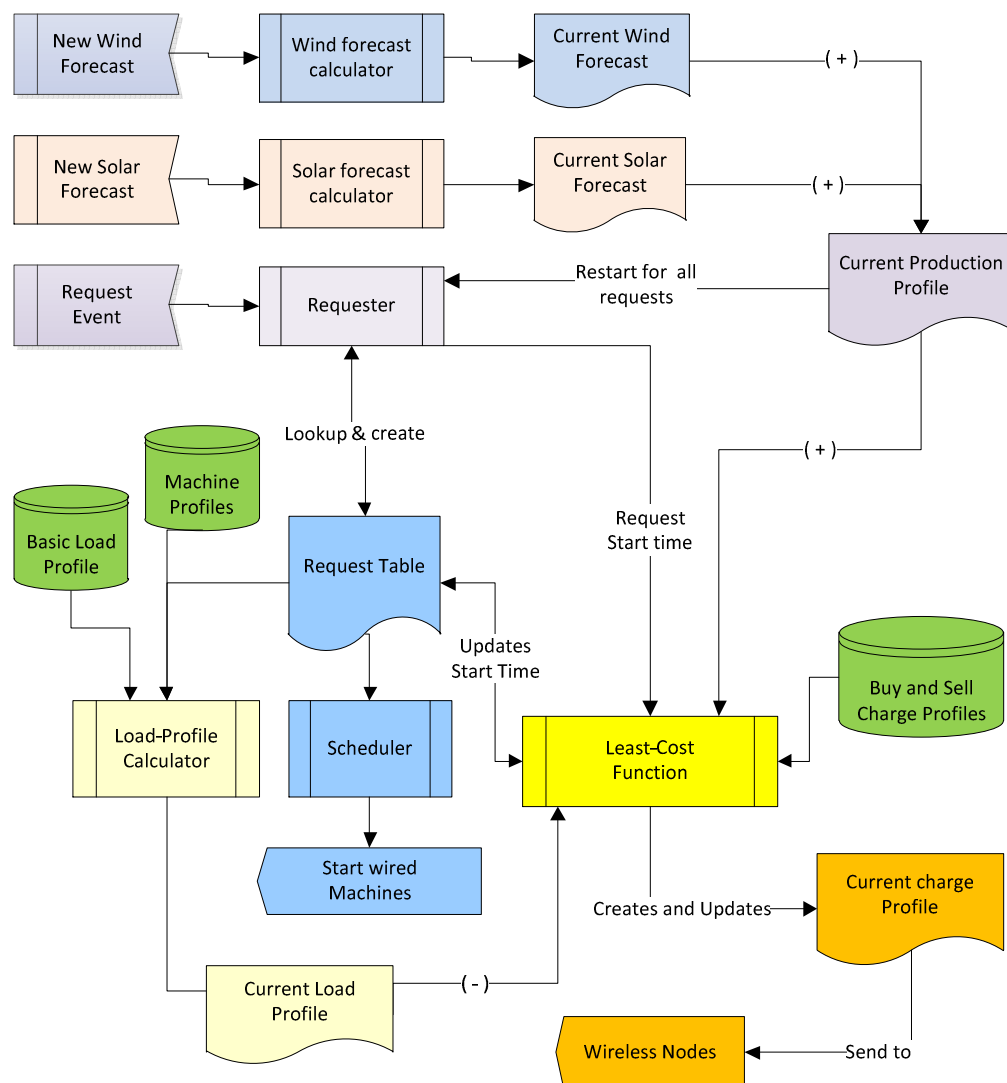 New Wind
Forecast
Wind forecast
calculator
Current Wind
Forecast
( + )
New Solar
Forecast
Solar forecast
calculator
Current Solar
Forecast
( + )
Current Production
Profile
Request
Event
Requester
Restart for all
requests
Lookup & create
( + )
Machine
Profiles
Basic Load
Profile
Request Table
Request
Start time
Updates
Start Time
Buy and Sell
Charge Profiles
Load-Profile
Calculator
Scheduler
Least-Cost
Function
Start wired
Machines
Creates and Updates
Current charge
Profile
Current Load
Profile
( - )
Wireless Nodes
Send to